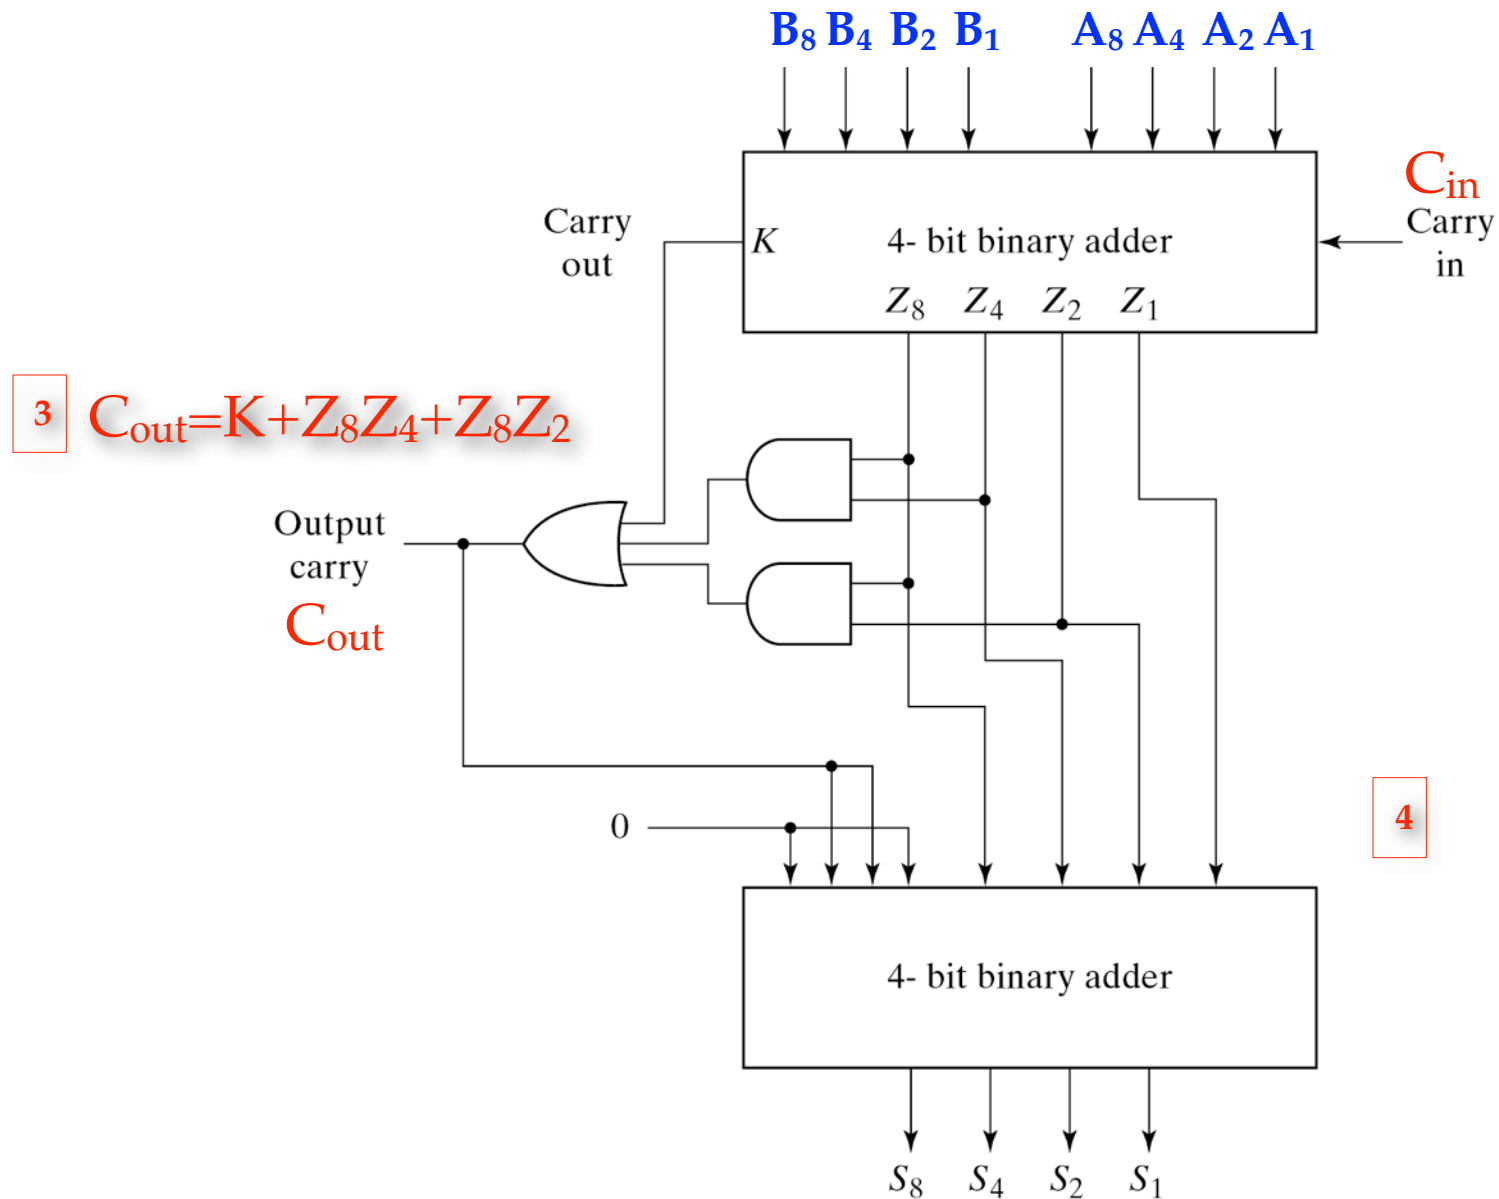 B₈ B₄ B₂ B₁ A₈ A₄ A₂ A₁
Cin
Carry
in
Carry
out
K
4- bit binary adder
Z₈ Z₄ Z₂ Z₁
3
Cout=K+Z₈Z₄+Z₈Z₂
Output
carry
Cout
0
4
4- bit binary adder
S₈ S₄ S₂ S₁